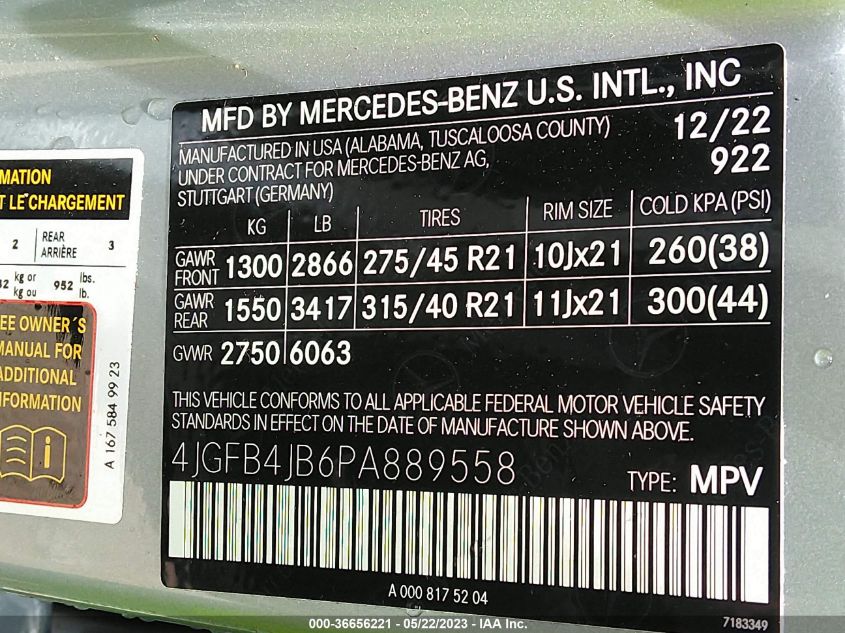 MFD BY MERCEDES-BENZ U.S. INTL., INC
MANUFACTURED IN USA (ALABAMA, TUSCALOOSA COUNTY) 12/22
UNDER CONTRACT FOR MERCEDES-BENZ AG, 922
STUTTGART (GERMANY)
KG LB TIRES RIM SIZE COLD KPA (PSI)
GAWR FRONT 1300 2866 275/45 R21 10Jx21 260(38)
GAWR REAR 1550 3417 315/40 R21 11Jx21 300(44)
GVWR 2750 6063
THIS VEHICLE CONFORMS TO ALL APPLICABLE FEDERAL MOTOR VEHICLE SAFETY
STANDARDS IN EFFECT ON THE DATE OF MANUFACTURE SHOWN ABOVE.
4JGFB4JB6PA889558 TYPE: MPV
A 000 817 52 04
7183349
LE CHARGEMENT
2 REAR ARRIÈRE 3
kg or kg ou 952 lbs. lb.
OWNER´S
MANUAL FOR
ADDITIONAL
INFORMATION
A 167 584 99 23
000-36656221 - 05/22/2023 - IAA Inc.